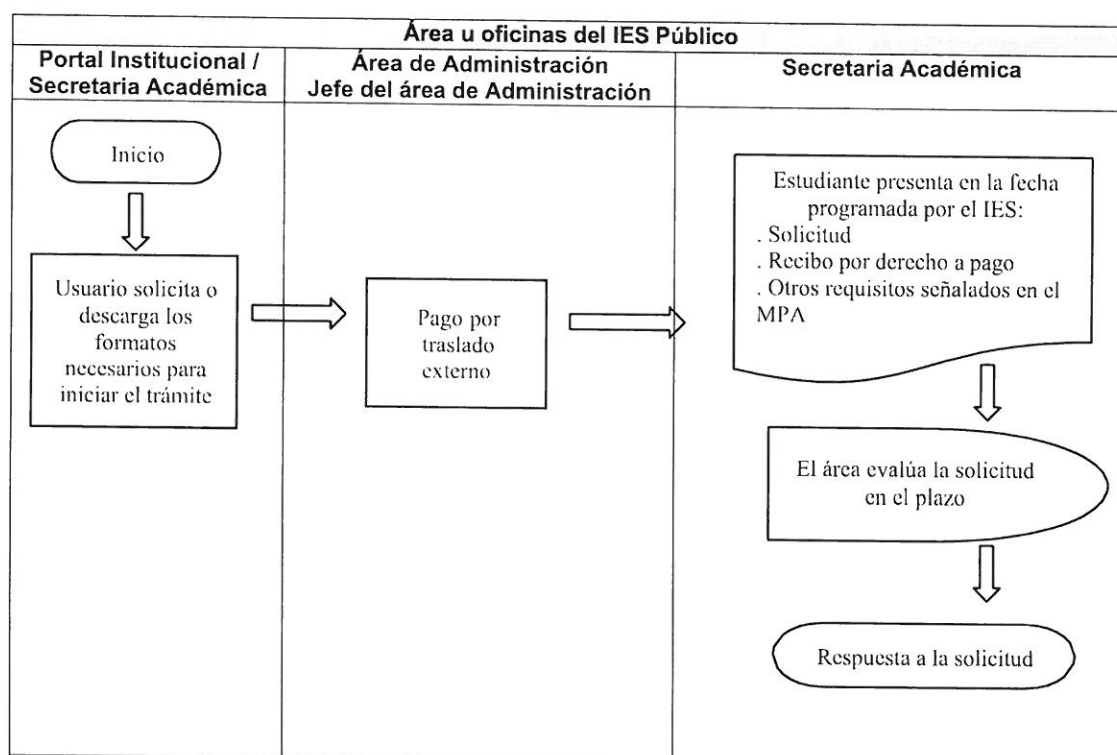 Área u oficinas del IES Público
Portal Institucional /
Secretaria Académica
Área de Administración
Jefe del área de Administración
Secretaria Académica
Inicio
Usuario solicita o
descarga los
formatos
necesarios para
iniciar el trámite
Pago por
traslado
externo
Estudiante presenta en la fecha
programada por el IES:
. Solicitud
. Recibo por derecho a pago
. Otros requisitos señalados en el
MPA
El área evalúa la solicitud
en el plazo
Respuesta a la solicitud